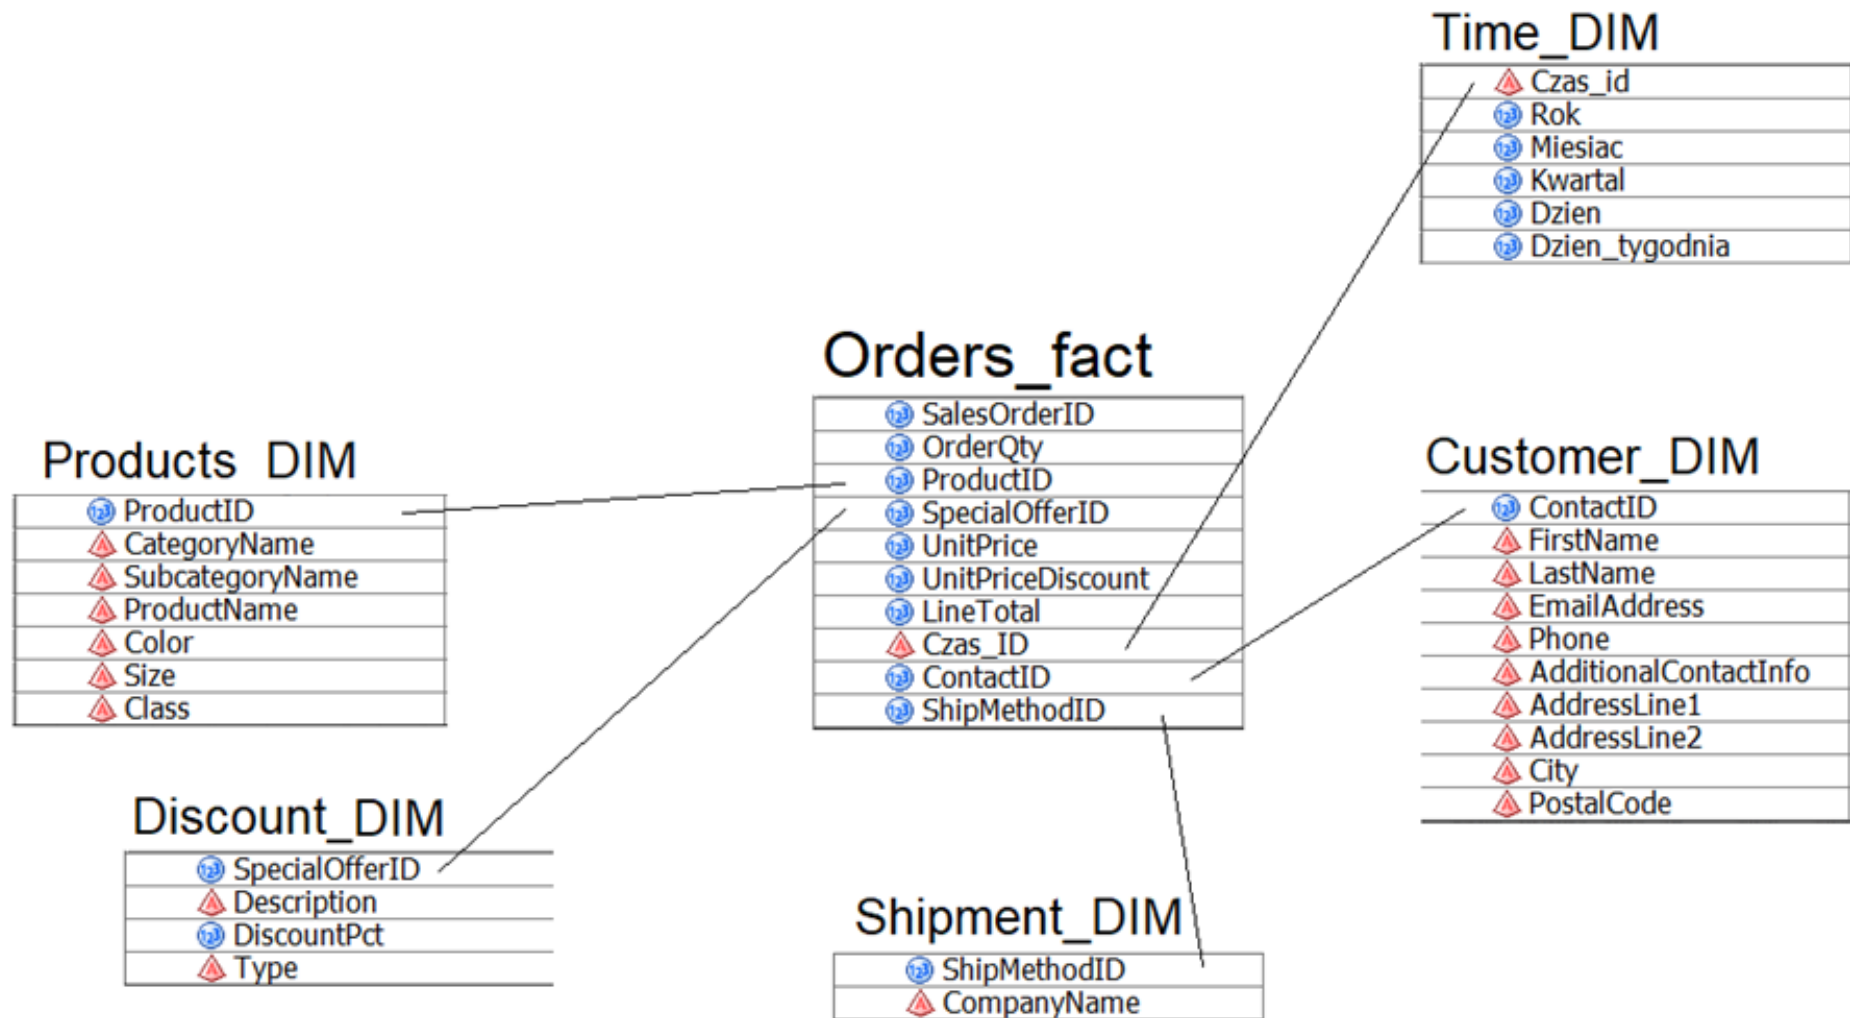 Time_DIM
Czas_id
Rok
Miesiac
Kwartal
Dzien
Dzien_tygodnia
Orders_fact
SalesOrderID
OrderQty
ProductID
SpecialOfferID
UnitPrice
UnitPriceDiscount
LineTotal
Czas_ID
ContactID
ShipMethodID
Products DIM
ProductID
CategoryName
SubcategoryName
ProductName
Color
Size
Class
Customer_DIM
ContactID
FirstName
LastName
EmailAddress
Phone
AdditionalContactInfo
AddressLine1
AddressLine2
City
PostalCode
Discount_DIM
SpecialOfferID
Description
DiscountPct
Type
Shipment_DIM
ShipMethodID
CompanyName